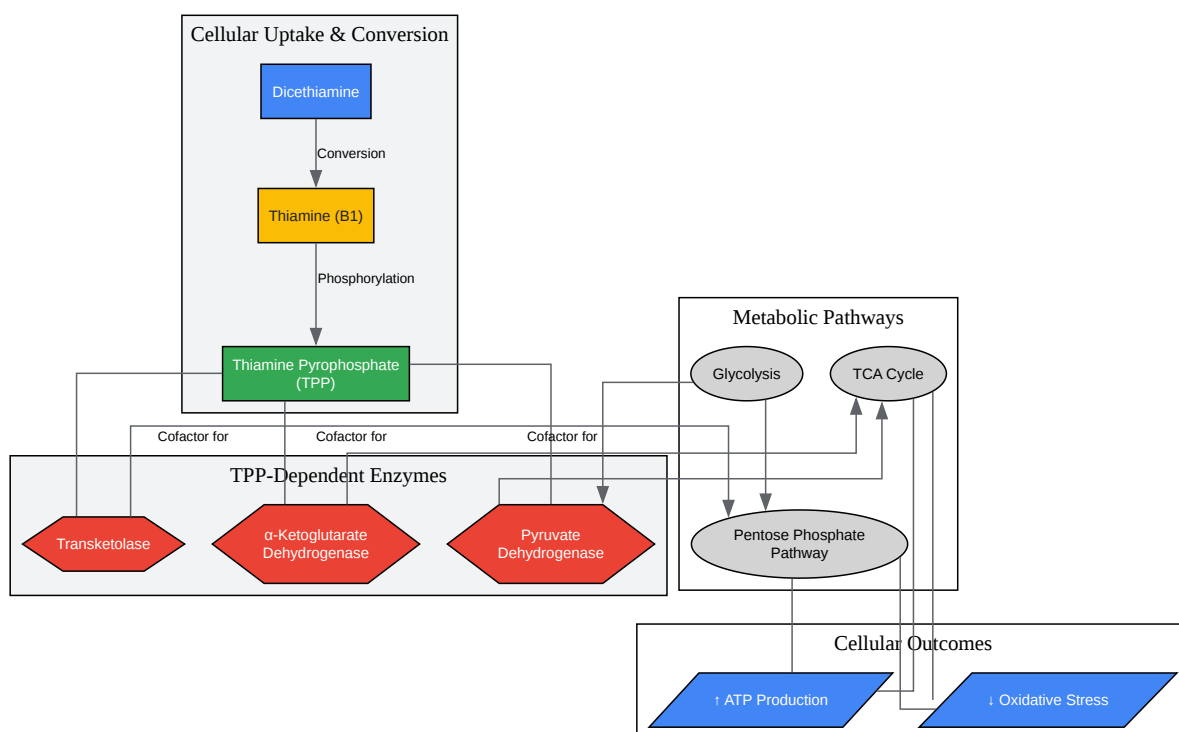 Cellular Uptake & Conversion
Dicethiamine
Conversion
Thiamine (B1)
Phosphorylation
Thiamine Pyrophosphate
(TPP)
Metabolic Pathways
Glycolysis
TCA Cycle
Cofactor for
Cofactor for
Cofactor for
TPP-Dependent Enzymes
Transketolase
α-Ketoglutarate
Dehydrogenase
Pyruvate
Dehydrogenase
Pentose Phosphate
Pathway
Cellular Outcomes
↑ ATP Production
↓ Oxidative Stress